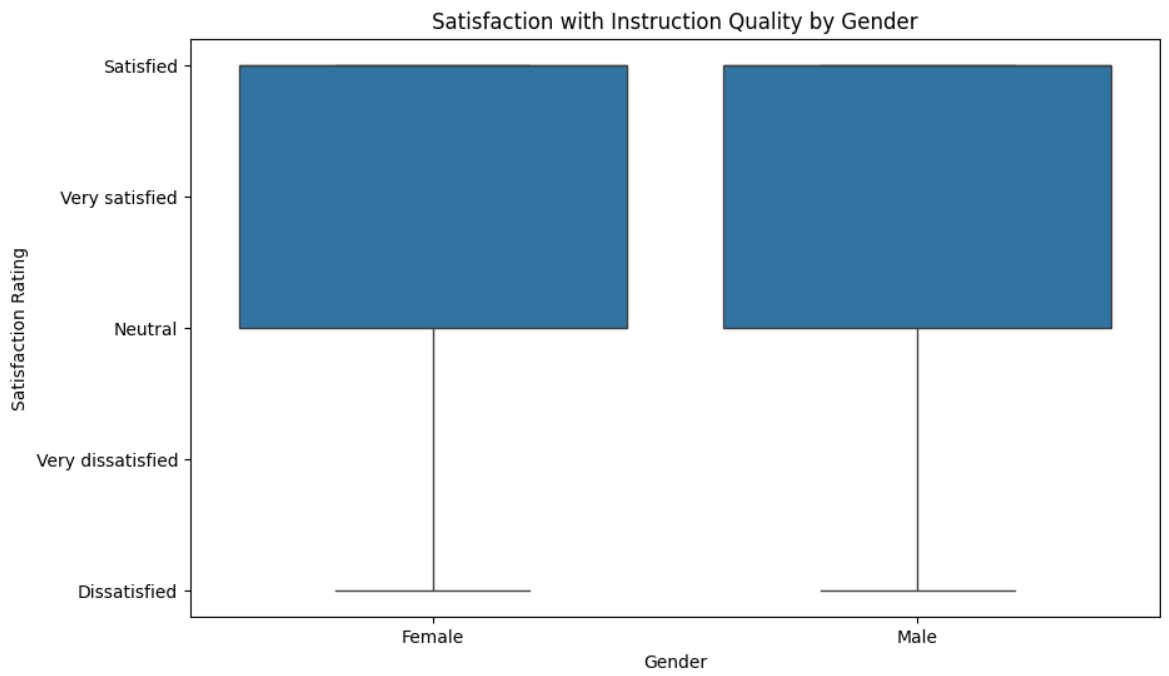 Satisfaction with Instruction Quality by Gender
Satisfaction Rating
Satisfied
Very satisfied
Neutral
Very dissatisfied
Dissatisfied
Female
Male
Gender